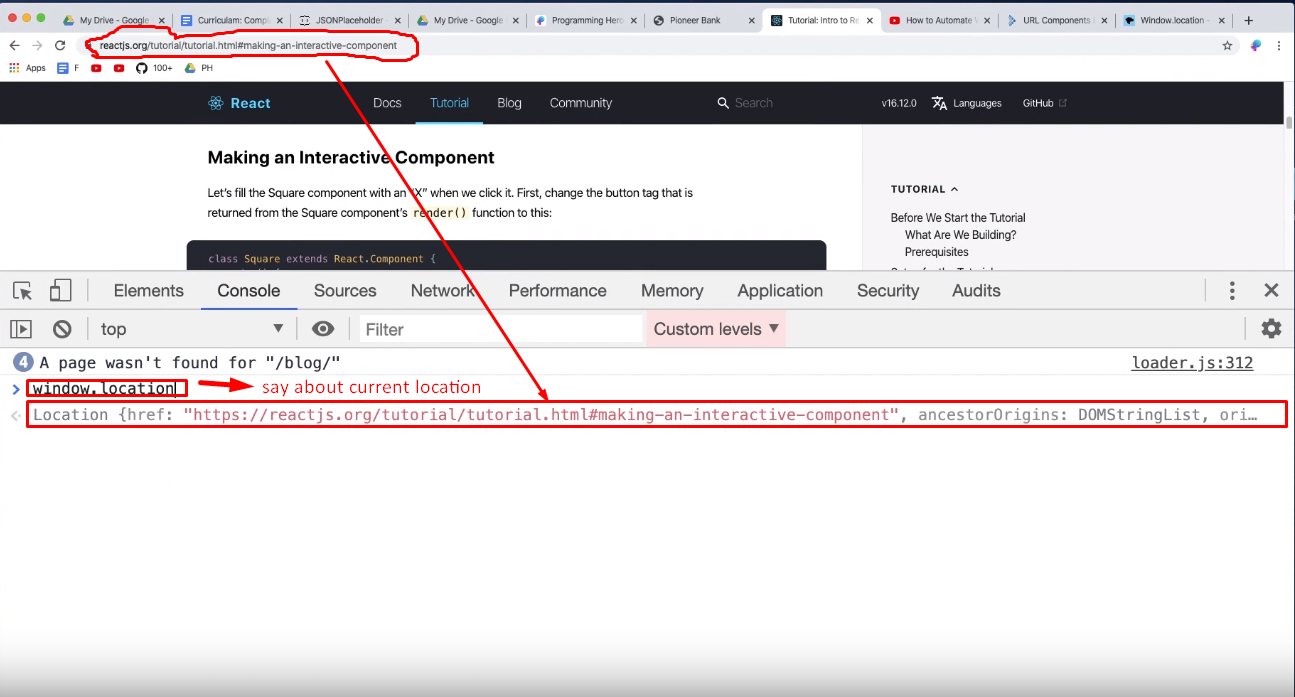 My Drive - Google
Curriculam: Comple
JSONPlaceholder -
My Drive - Google
Programming Hero
Pioneer Bank
Tutorial: Intro to Re
How to Automate
URL Components
Window.location -
reactjs.org/tutorial/tutorial.html#making-an-interactive-component
Apps F 100+ PH
React Docs Tutorial Blog Community Search v16.12.0 Languages GitHub
Making an Interactive Component
Let's fill the Square component with an "X" when we click it. First, change the button tag that is
returned from the Square component's render() function to this:
class Square extends React.Component {
TUTORIAL
Before We Start the Tutorial
What Are We Building?
Prerequisites
Elements Console Sources Network Performance Memory Application Security Audits
top Filter Custom levels
4 A page wasn't found for "/blog/" loader.js:312
window.location say about current location
Location {href: "https://reactjs.org/tutorial/tutorial.html#making-an-interactive-component", ancestorOrigins: DOMStringList, ori…